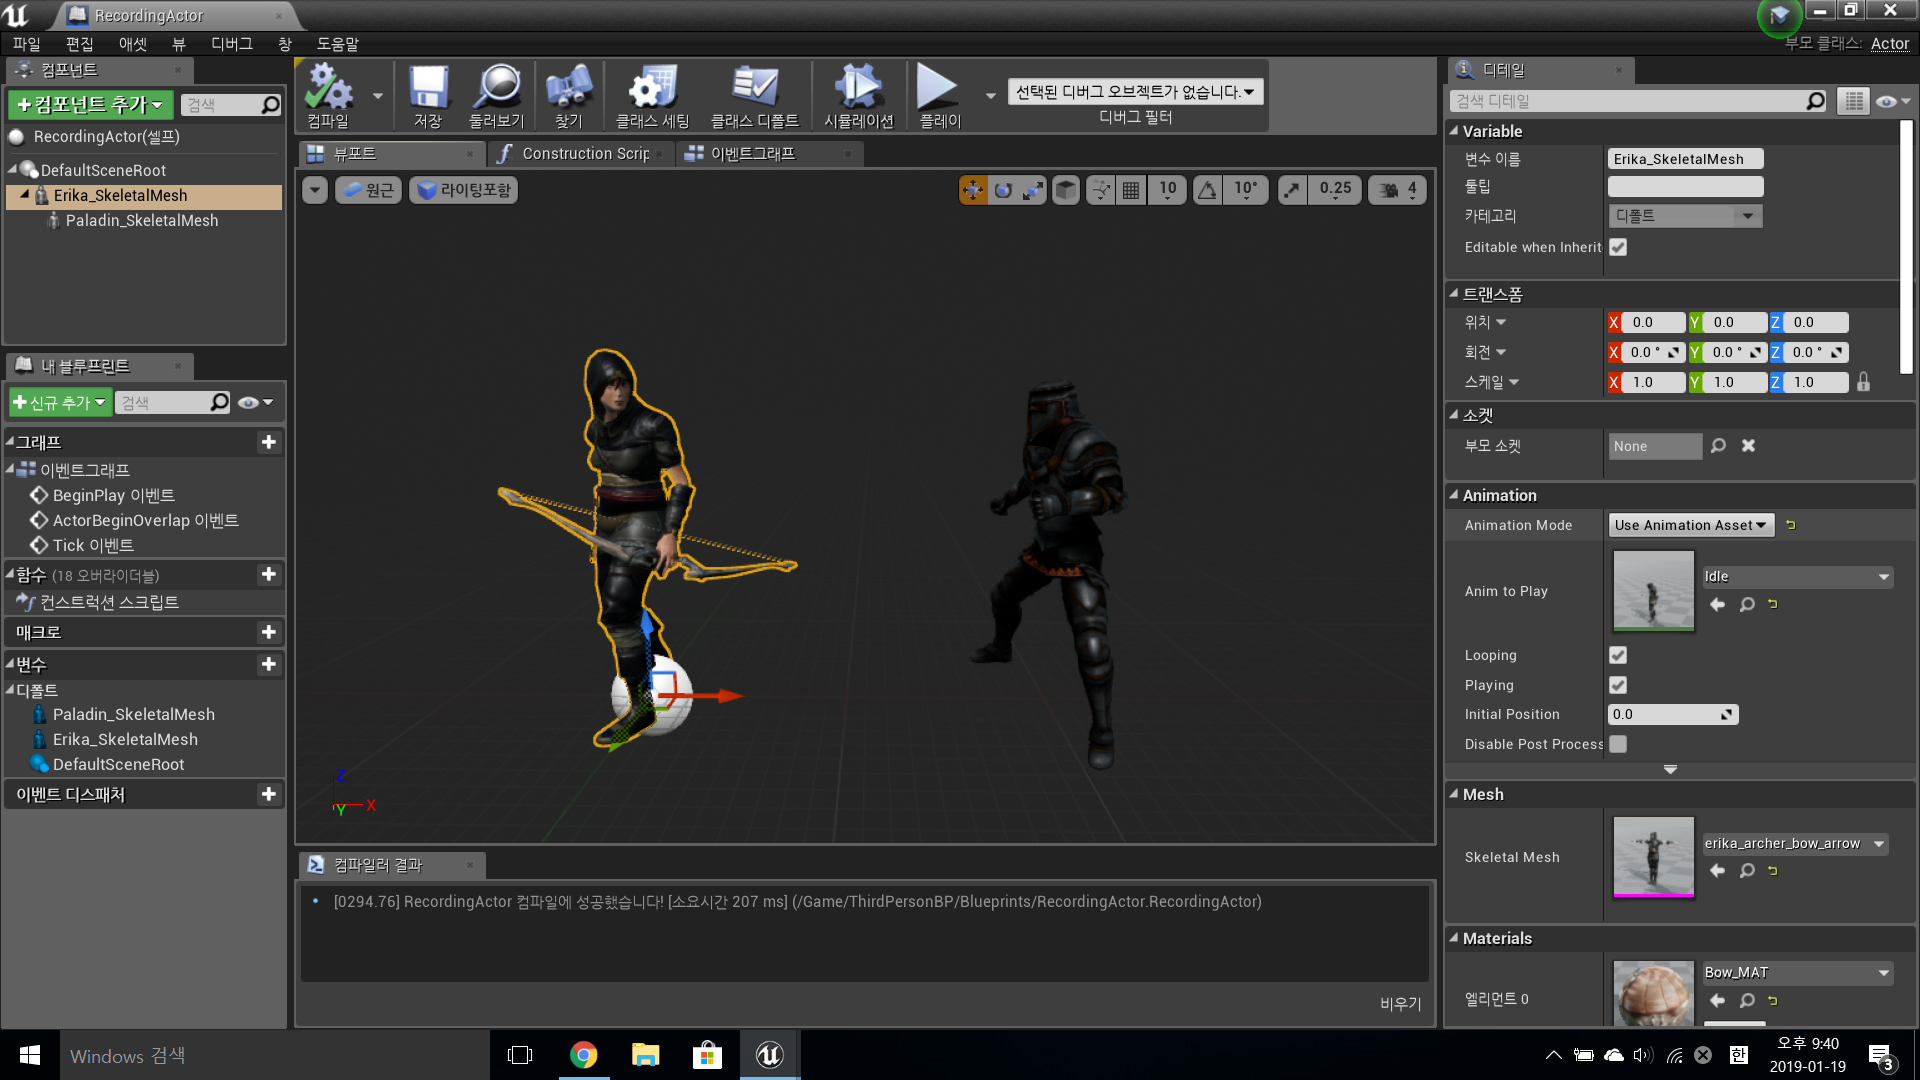 RecordingActor
파일 편집 애셋 뷰 디버그 창 도움말
부모 클래스: Actor
컴포넌트
+컴포넌트 추가
검색
RecordingActor(셀프)
DefaultSceneRoot
Erika_SkeletalMesh
Paladin_SkeletalMesh
내 블루프린트
신규 추가
검색
그래프
이벤트그래프
BeginPlay 이벤트
ActorBeginOverlap 이벤트
Tick 이벤트
함수 (18 오버라이더블)
컨스트럭션 스크립트
매크로
변수
디폴트
Paladin_SkeletalMesh
Erika_SkeletalMesh
DefaultSceneRoot
이벤트 디스패처
컴파일
저장
둘러보기
찾기
클래스 세팅
클래스 디폴트
시뮬레이션
플레이
선택된 디버그 오브젝트가 없습니다.
디버그 필터
뷰포트
Construction Scrip
이벤트그래프
원근
라이팅포함
10
10°
0.25
4
Z
X
Y
컴파일러 결과
[0294.76] RecordingActor 컴파일에 성공했습니다! [소요시간 207 ms] (/Game/ThirdPersonBP/Blueprints/RecordingActor.RecordingActor)
비우기
디테일
검색 디테일
Variable
변수 이름 Erika_SkeletalMesh
툴팁
카테고리 디폴트
Editable when Inherit
트랜스폼
위치 X 0.0 Y 0.0 Z 0.0
회전 X 0.0 ° Y 0.0 ° Z 0.0 °
스케일 X 1.0 Y 1.0 Z 1.0
소켓
부모 소켓 None
Animation
Animation Mode Use Animation Asset
Anim to Play Idle
Looping
Playing
Initial Position 0.0
Disable Post Process
Mesh
Skeletal Mesh erika_archer_bow_arrow
Materials
엘리먼트 0 Bow_MAT
Windows 검색
한
오후 9:40
2019-01-19
3